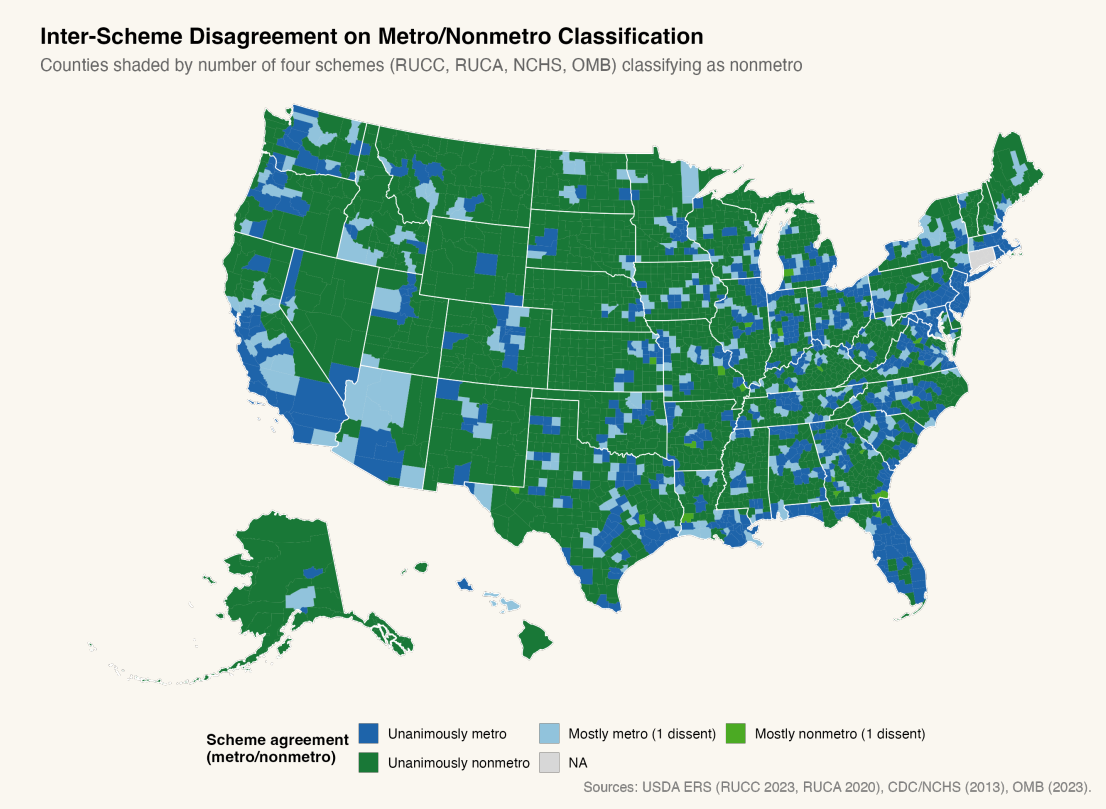 Inter-Scheme Disagreement on Metro/Nonmetro Classification
Counties shaded by number of four schemes (RUCC, RUCA, NCHS, OMB) classifying as nonmetro
Scheme agreement
(metro/nonmetro)
Unanimously metro
Mostly metro (1 dissent)
Mostly nonmetro (1 dissent)
Unanimously nonmetro
NA
Sources: USDA ERS (RUCC 2023, RUCA 2020), CDC/NCHS (2013), OMB (2023).